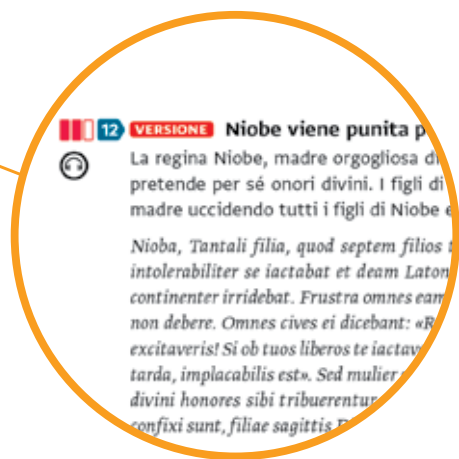 12 VERSIONE Niobe viene punita p
La regina Niobe, madre orgogliosa di
pretende per sé onori divini. I figli di
madre uccidendo tutti i figli di Niobe e
Nioba, Tantali filia, quod septem filios
intolerabiliter se iactabat et deam Laton
continenter irridebat. Frustra omnes eam
non debere. Omnes cives ei dicebant: «R
excitaveris! Si ob tuos liberos te iactav
tarda, implacabilis est». Sed mulier
divini honores sibi tribuerentur
confixi sunt, filiae sagittis